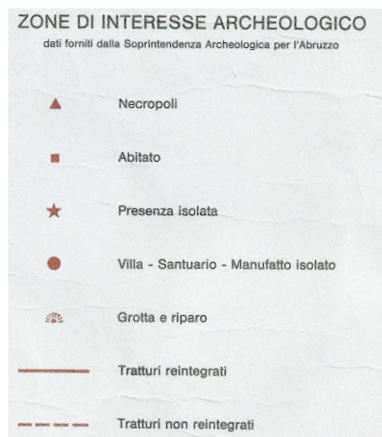 ZONE DI INTERESSE ARCHEOLOGICO
dati forniti dalla Soprintendenza Archeologica per l'Abruzzo
Necropoli
Abitato
Presenza isolata
Villa - Santuario - Manufatto isolato
Grotta e riparo
Tratturi reintegrati
Tratturi non reintegrati